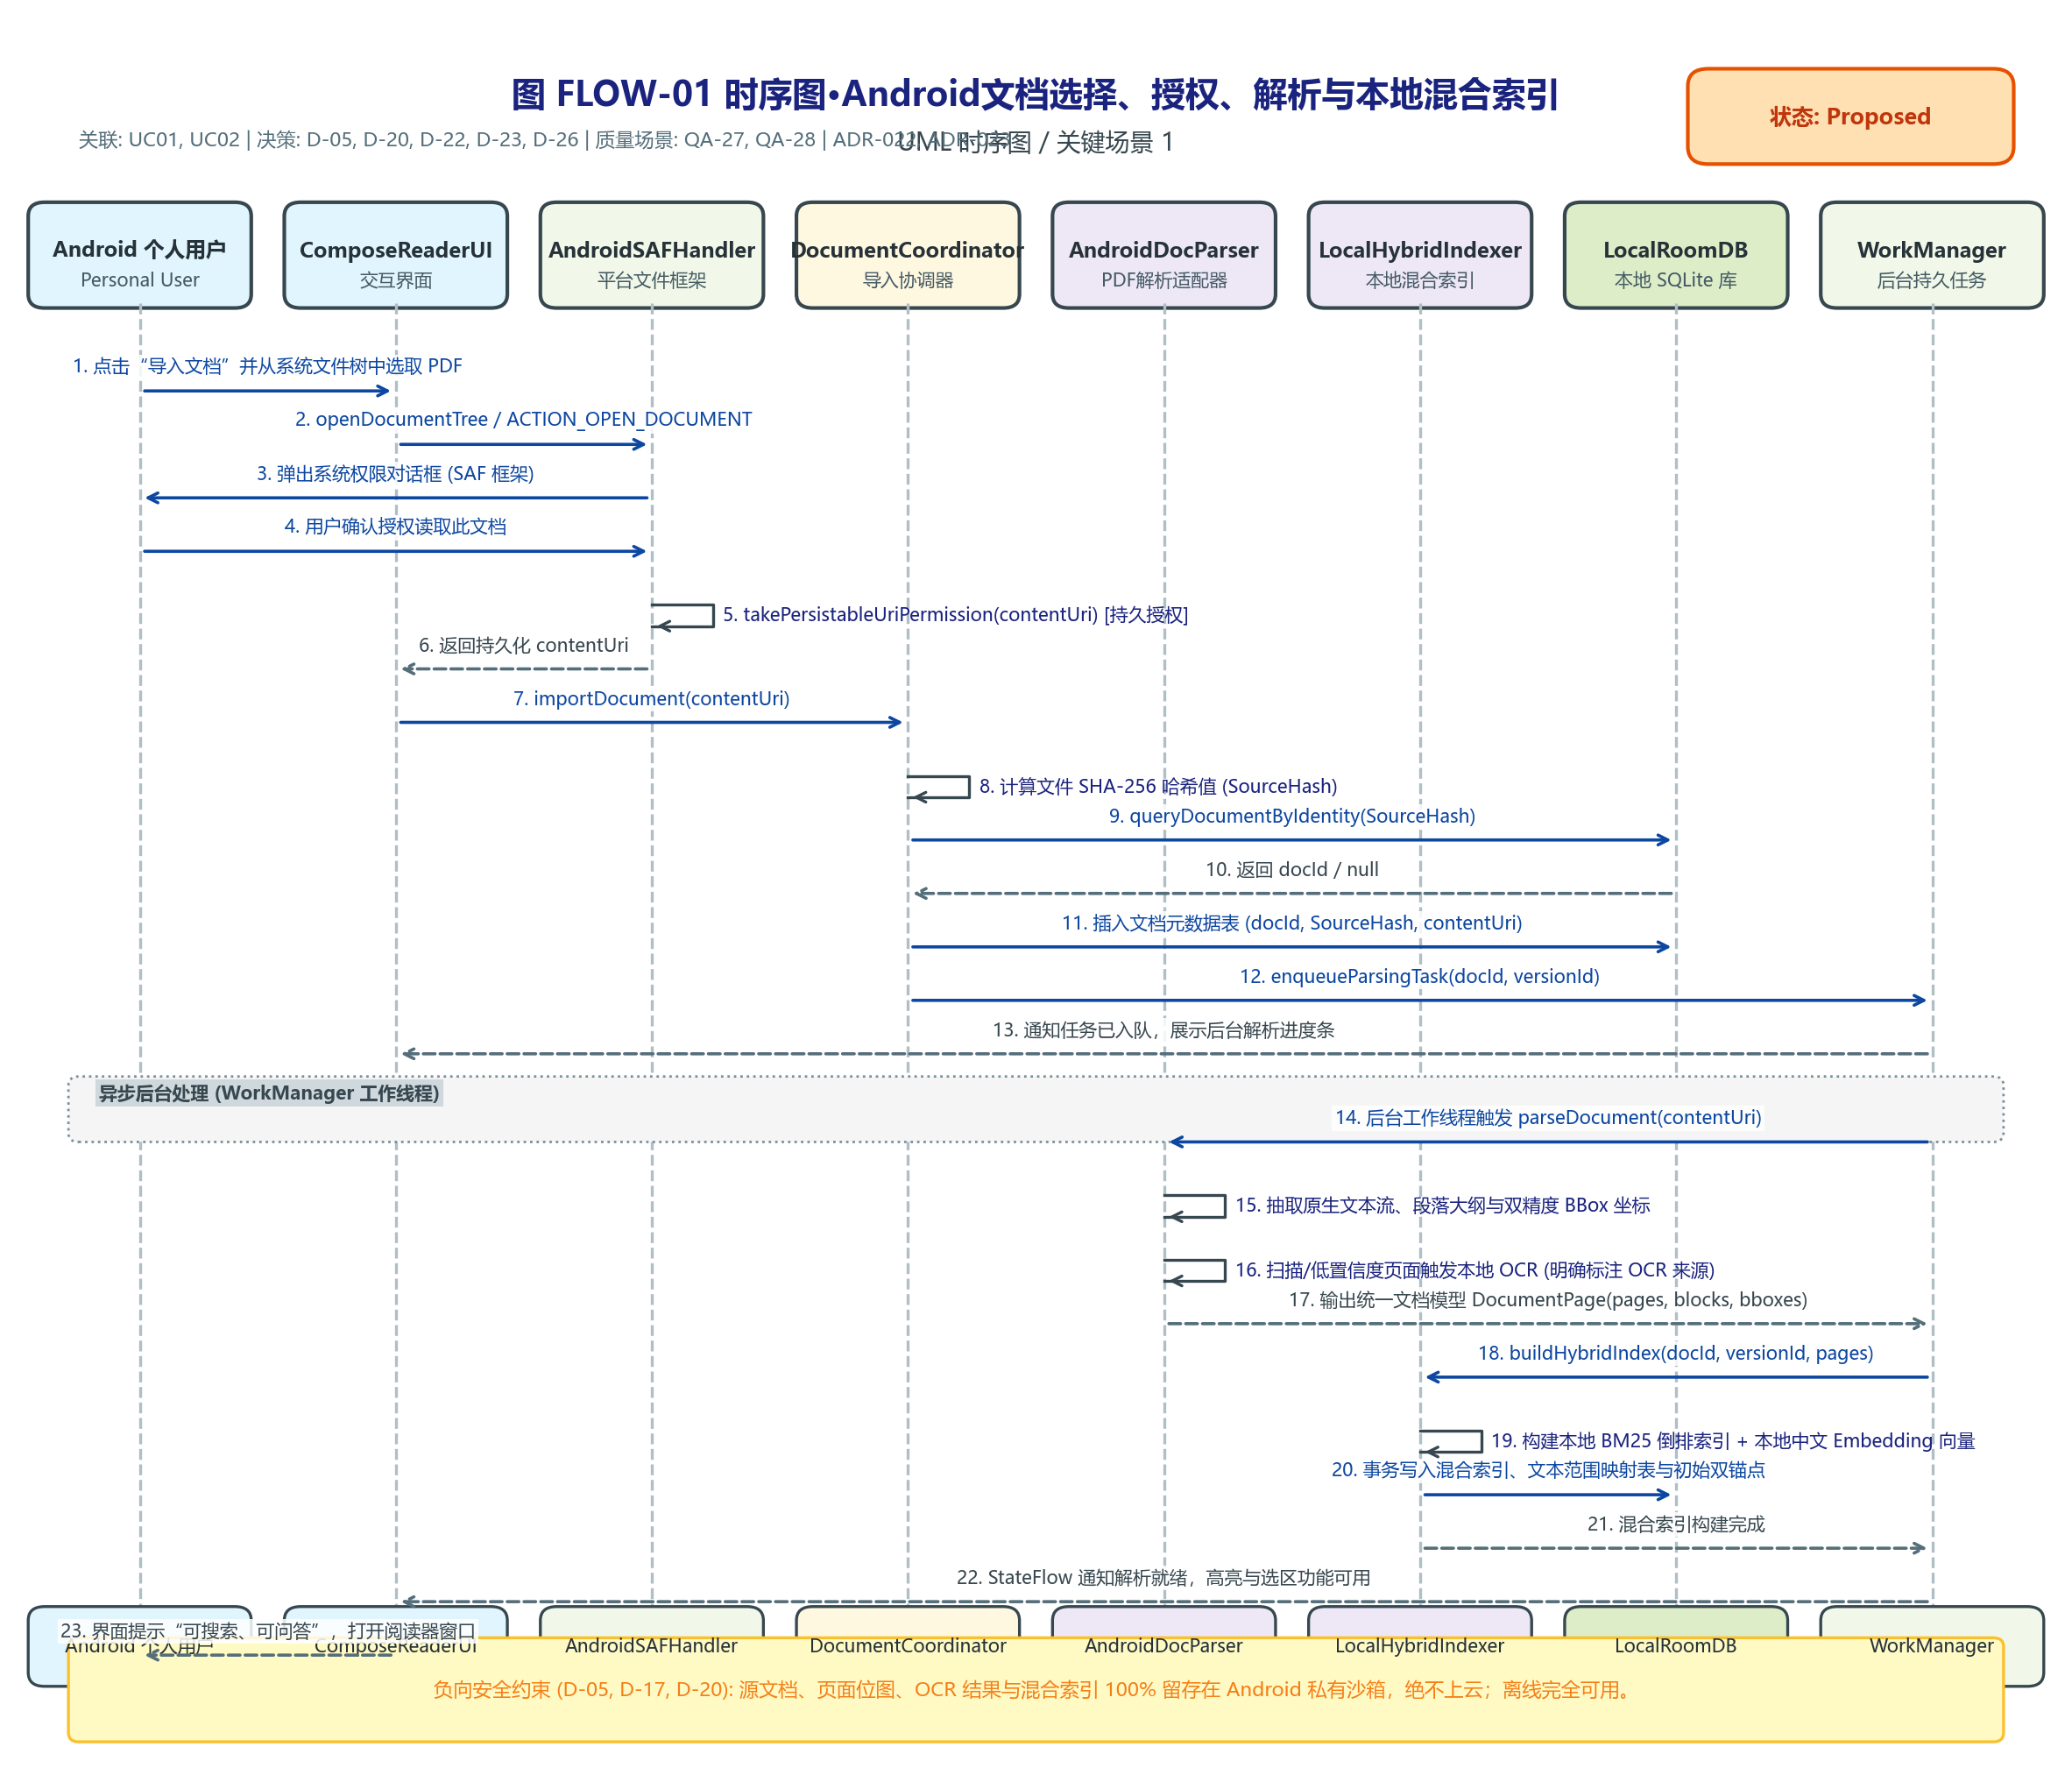 图 FLOW-01 时序图•Android文档选择、授权、解析与本地混合索引
状态: Proposed
关联: UC01, UC02 | 决策: D-05, D-20, D-22, D-23, D-26 | 质量场景: QA-27, QA-28 | ADR-022, ADR-023
UML 时序图 / 关键场景 1
Android 个人用户
Personal User
ComposeReaderUI
交互界面
AndroidSAFHandler
平台文件框架
DocumentCoordinator
导入协调器
AndroidDocParser
PDF解析适配器
LocalHybridIndexer
本地混合索引
LocalRoomDB
本地 SQLite 库
WorkManager
后台持久任务
1. 点击“导入文档”并从系统文件树中选取 PDF
2. openDocumentTree / ACTION_OPEN_DOCUMENT
3. 弹出系统权限对话框 (SAF 框架)
4. 用户确认授权读取此文档
5. takePersistableUriPermission(contentUri) [持久授权]
6. 返回持久化 contentUri
7. importDocument(contentUri)
8. 计算文件 SHA-256 哈希值 (SourceHash)
9. queryDocumentByIdentity(SourceHash)
10. 返回 docId / null
11. 插入文档元数据表 (docId, SourceHash, contentUri)
12. enqueueParsingTask(docId, versionId)
13. 通知任务已入队，展示后台解析进度条
异步后台处理 (WorkManager 工作线程)
14. 后台工作线程触发 parseDocument(contentUri)
15. 抽取原生文本流、段落大纲与双精度 BBox 坐标
16. 扫描/低置信度页面触发本地 OCR (明确标注 OCR 来源)
17. 输出统一文档模型 DocumentPage(pages, blocks, bboxes)
18. buildHybridIndex(docId, versionId, pages)
19. 构建本地 BM25 倒排索引 + 本地中文 Embedding 向量
20. 事务写入混合索引、文本范围映射表与初始双锚点
21. 混合索引构建完成
22. StateFlow 通知解析就绪，高亮与选区功能可用
23. 界面提示“可搜索、可问答”，打开阅读器窗口
Android 个人用户
ComposeReaderUI
AndroidSAFHandler
DocumentCoordinator
AndroidDocParser
LocalHybridIndexer
LocalRoomDB
WorkManager
负向安全约束 (D-05, D-17, D-20): 源文档、页面位图、OCR 结果与混合索引 100% 留存在 Android 私有沙箱，绝不上云；离线完全可用。